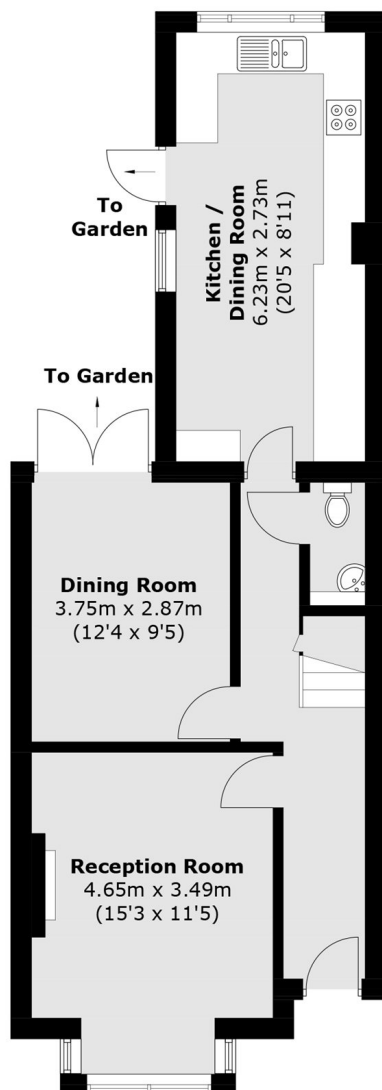 To
Garden
Kitchen /
Dining Room
6.23m x 2.73m
(20'5 x 8'11)
To Garden
Dining Room
3.75m x 2.87m
(12'4 x 9'5)
Reception Room
4.65m x 3.49m
(15'3 x 11'5)